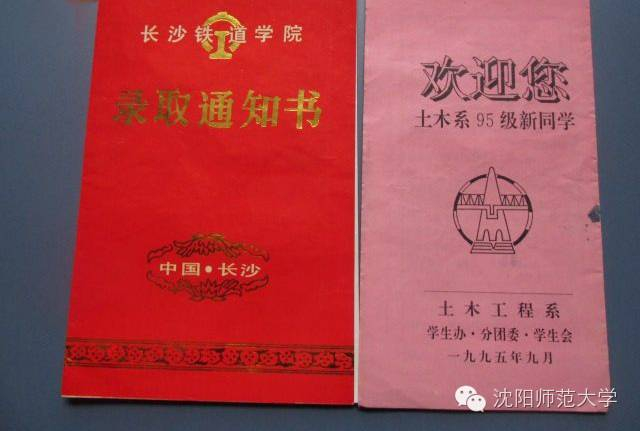 长沙铁道学院
录取通知书
中国·长沙
欢迎您
土木系95级新同学
土木工程系
学生办·分团委·学生会
一九九五年九月
沈阳师范大学